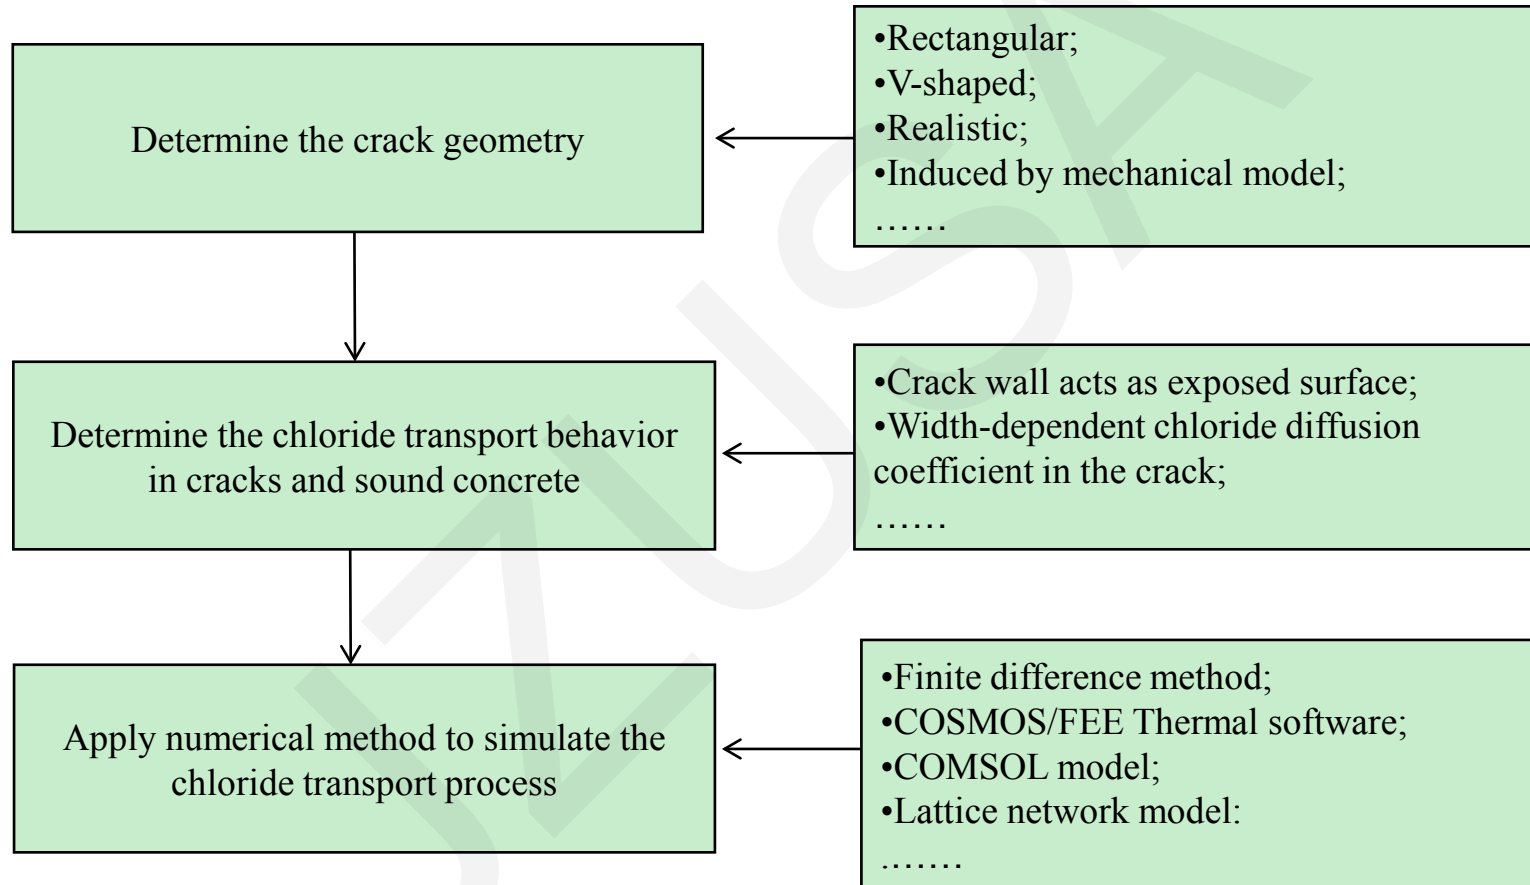 Determine the crack geometry
•Rectangular;
•V-shaped;
•Realistic;
•Induced by mechanical model;
……
Determine the chloride transport behavior
in cracks and sound concrete
•Crack wall acts as exposed surface;
•Width-dependent chloride diffusion
coefficient in the crack;
……
Apply numerical method to simulate the
chloride transport process
•Finite difference method;
•COSMOS/FEE Thermal software;
•COMSOL model;
•Lattice network model:
.……
JZUSA